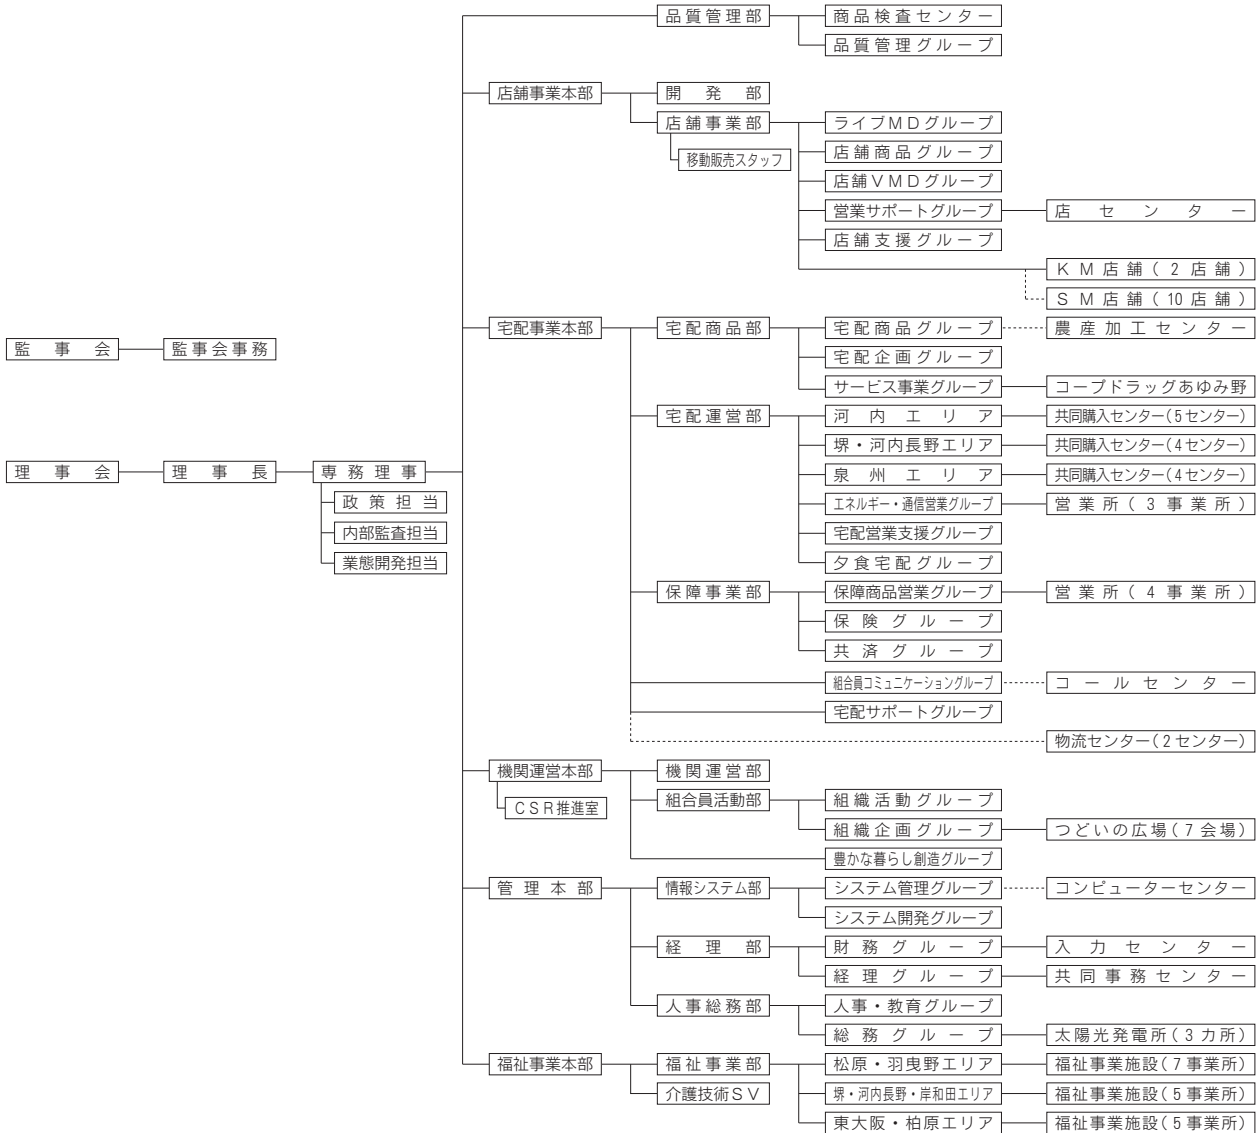 品質管理部 商品検査センター
品質管理グループ
店舗事業本部 開発部
店舗事業部 ライブMDグループ
移動販売スタッフ 店舗商品グループ
店舗VMDグループ
営業サポートグループ 店センター
店舗支援グループ
KM店舗(2店舗)
SM店舗(10店舗)
宅配事業本部 宅配商品部 宅配商品グループ 農産加工センター
監事会 監事会事務 宅配企画グループ
サービス事業グループ コープドラッグあゆみ野
宅配運営部 河内エリア 共同購入センター(5センター)
堺・河内長野エリア 共同購入センター(4センター)
理事会 理事長 専務理事 泉州エリア 共同購入センター(4センター)
政策担当 エネルギー・通信営業グループ 営業所(3事業所)
内部監査担当 宅配営業支援グループ
業態開発担当 夕食宅配グループ
保障事業部 保障商品営業グループ 営業所(4事業所)
保険グループ
共済グループ
組合員コミュニケーショングループ コールセンター
宅配サポートグループ
物流センター(2センター)
機関運営本部 機関運営部
CSR推進室 組合員活動部 組織活動グループ
組織企画グループ つどいの広場(7会場)
豊かな暮らし創造グループ
管理本部 情報システム部 システム管理グループ コンピューターセンター
システム開発グループ
経理部 財務グループ 入力センター
経理グループ 共同事務センター
人事総務部 人事・教育グループ
総務グループ 太陽光発電所(3カ所)
福祉事業本部 福祉事業部 松原・羽曳野エリア 福祉事業施設(7事業所)
介護技術SV 堺・河内長野・岸和田エリア 福祉事業施設(5事業所)
東大阪・柏原エリア 福祉事業施設(5事業所)